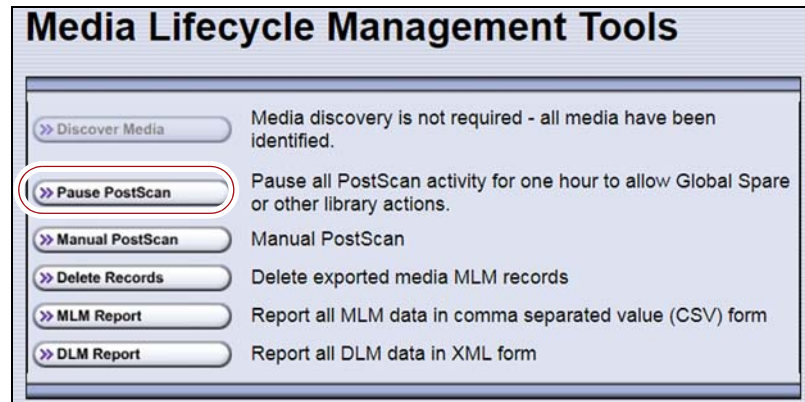 Media Lifecycle Management Tools
Discover Media
Media discovery is not required - all media have been
identified.
Pause PostScan
Pause all PostScan activity for one hour to allow Global Spare
or other library actions.
Manual PostScan Manual PostScan
Delete Records Delete exported media MLM records
MLM Report Report all MLM data in comma separated value (CSV) form
DLM Report Report all DLM data in XML form